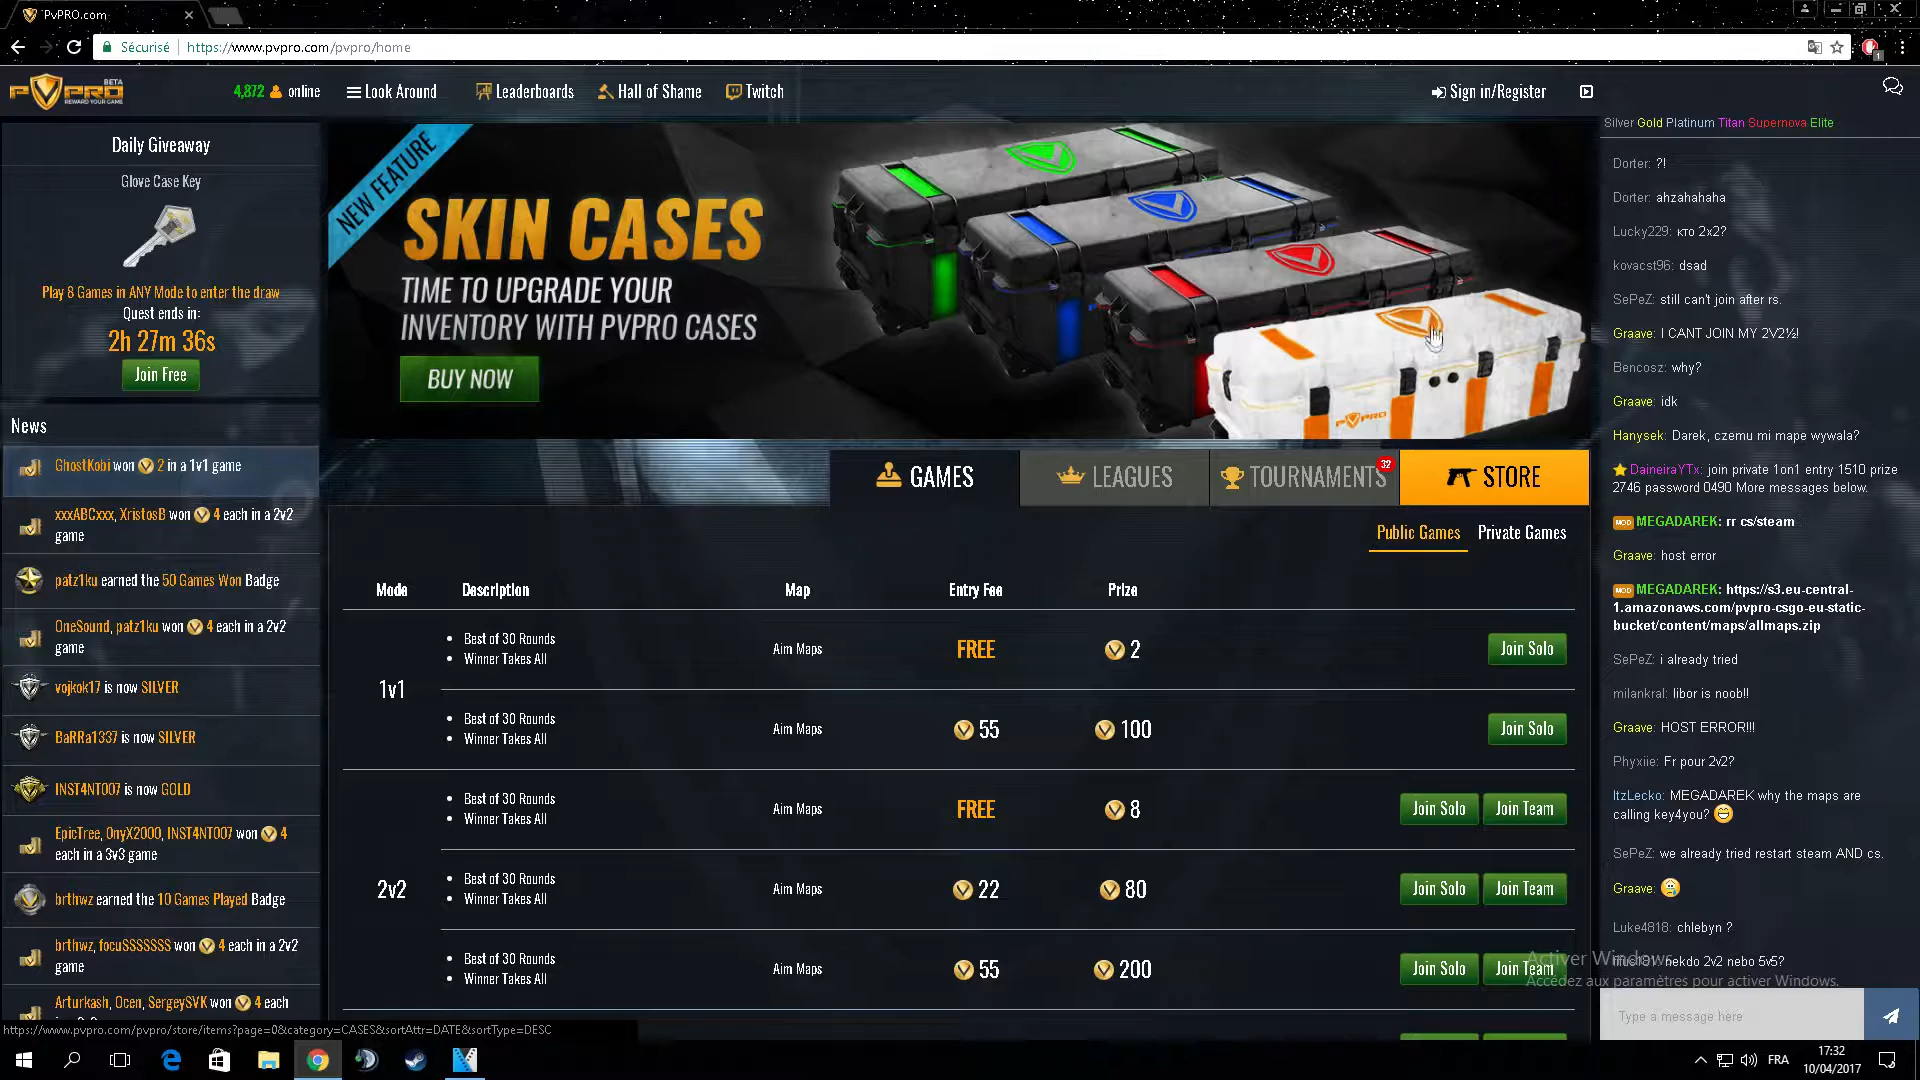 PvPRO.com
Sécurisé https://www.pvpro.com/pvpro/home
PVPRO BETA
REWARD YOUR GAME
4,872 online
Look Around
Leaderboards
Hall of Shame
Twitch
Sign in/Register
Daily Giveaway
Glove Case Key
Play 8 Games in ANY Mode to enter the draw
Quest ends in:
2h 27m 36s
Join Free
News
GhostKobi won 2 in a 1v1 game
xxxABCxxx, XristosB won 4 each in a 2v2
game
patz1ku earned the 50 Games Won Badge
OneSound, patz1ku won 4 each in a 2v2
game
vojkok17 is now SILVER
BaRRa1337 is now SILVER
INST4NT007 is now GOLD
EpicTree, OnyX2000, INST4NT007 won 4
each in a 3v3 game
brthwz earned the 10 Games Played Badge
brthwz, focuSSSSSSS won 4 each in a 2v2
game
Arturkash, Ocen, SergeySVK won 4 each
NEW FEATURE
SKIN CASES
TIME TO UPGRADE YOUR
INVENTORY WITH PVPRO CASES
BUY NOW
PVPRO
GAMES
LEAGUES
TOURNAMENTS 32
STORE
Public Games Private Games
Mode Description Map Entry Fee Prize
1v1
Best of 30 Rounds
Winner Takes All
Aim Maps FREE 2 Join Solo
Best of 30 Rounds
Winner Takes All
Aim Maps 55 100 Join Solo
2v2
Best of 30 Rounds
Winner Takes All
Aim Maps FREE 8 Join Solo Join Team
Best of 30 Rounds
Winner Takes All
Aim Maps 22 80 Join Solo Join Team
Best of 30 Rounds
Winner Takes All
Aim Maps 55 200 Join Solo Join Team
Silver Gold Platinum Titan Supernova Elite
Dorter: ?!
Dorter: ahzahahaha
Lucky229: кто 2x2?
kovacst96: dsad
SePeZ: still can't join after rs.
Graave: I CANT JOIN MY 2V2½!
Bencosz: why?
Graave: idk
Hanysek: Darek, czemu mi mape wywala?
DaineiraYTx: join private 1on1 entry 1510 prize
2746 password 0490 More messages below.
MOD MEGADAREK: rr cs/steam
Graave: host error
MOD MEGADAREK: https://s3.eu-central-
1.amazonaws.com/pvpro-csgo-eu-static-
bucket/content/maps/allmaps.zip
SePeZ: i already tried
milankral: libor is noob!!
Graave: HOST ERROR!!!
Phyxiie: Fr pour 2v2?
ItzLecko: MEGADAREK why the maps are
calling key4you?
SePeZ: we already tried restart steam AND cs.
Graave:
Luke4818: chlebyn ?
nekdo 2v2 nebo 5v5?
Activer Windows
Accédez aux paramètres pour activer Windows.
Type a message here
https://www.pvpro.com/pvpro/store/items?page=0&category=CASES&sortAttr=DATE&sortType=DESC
FRA
17:32
10/04/2017